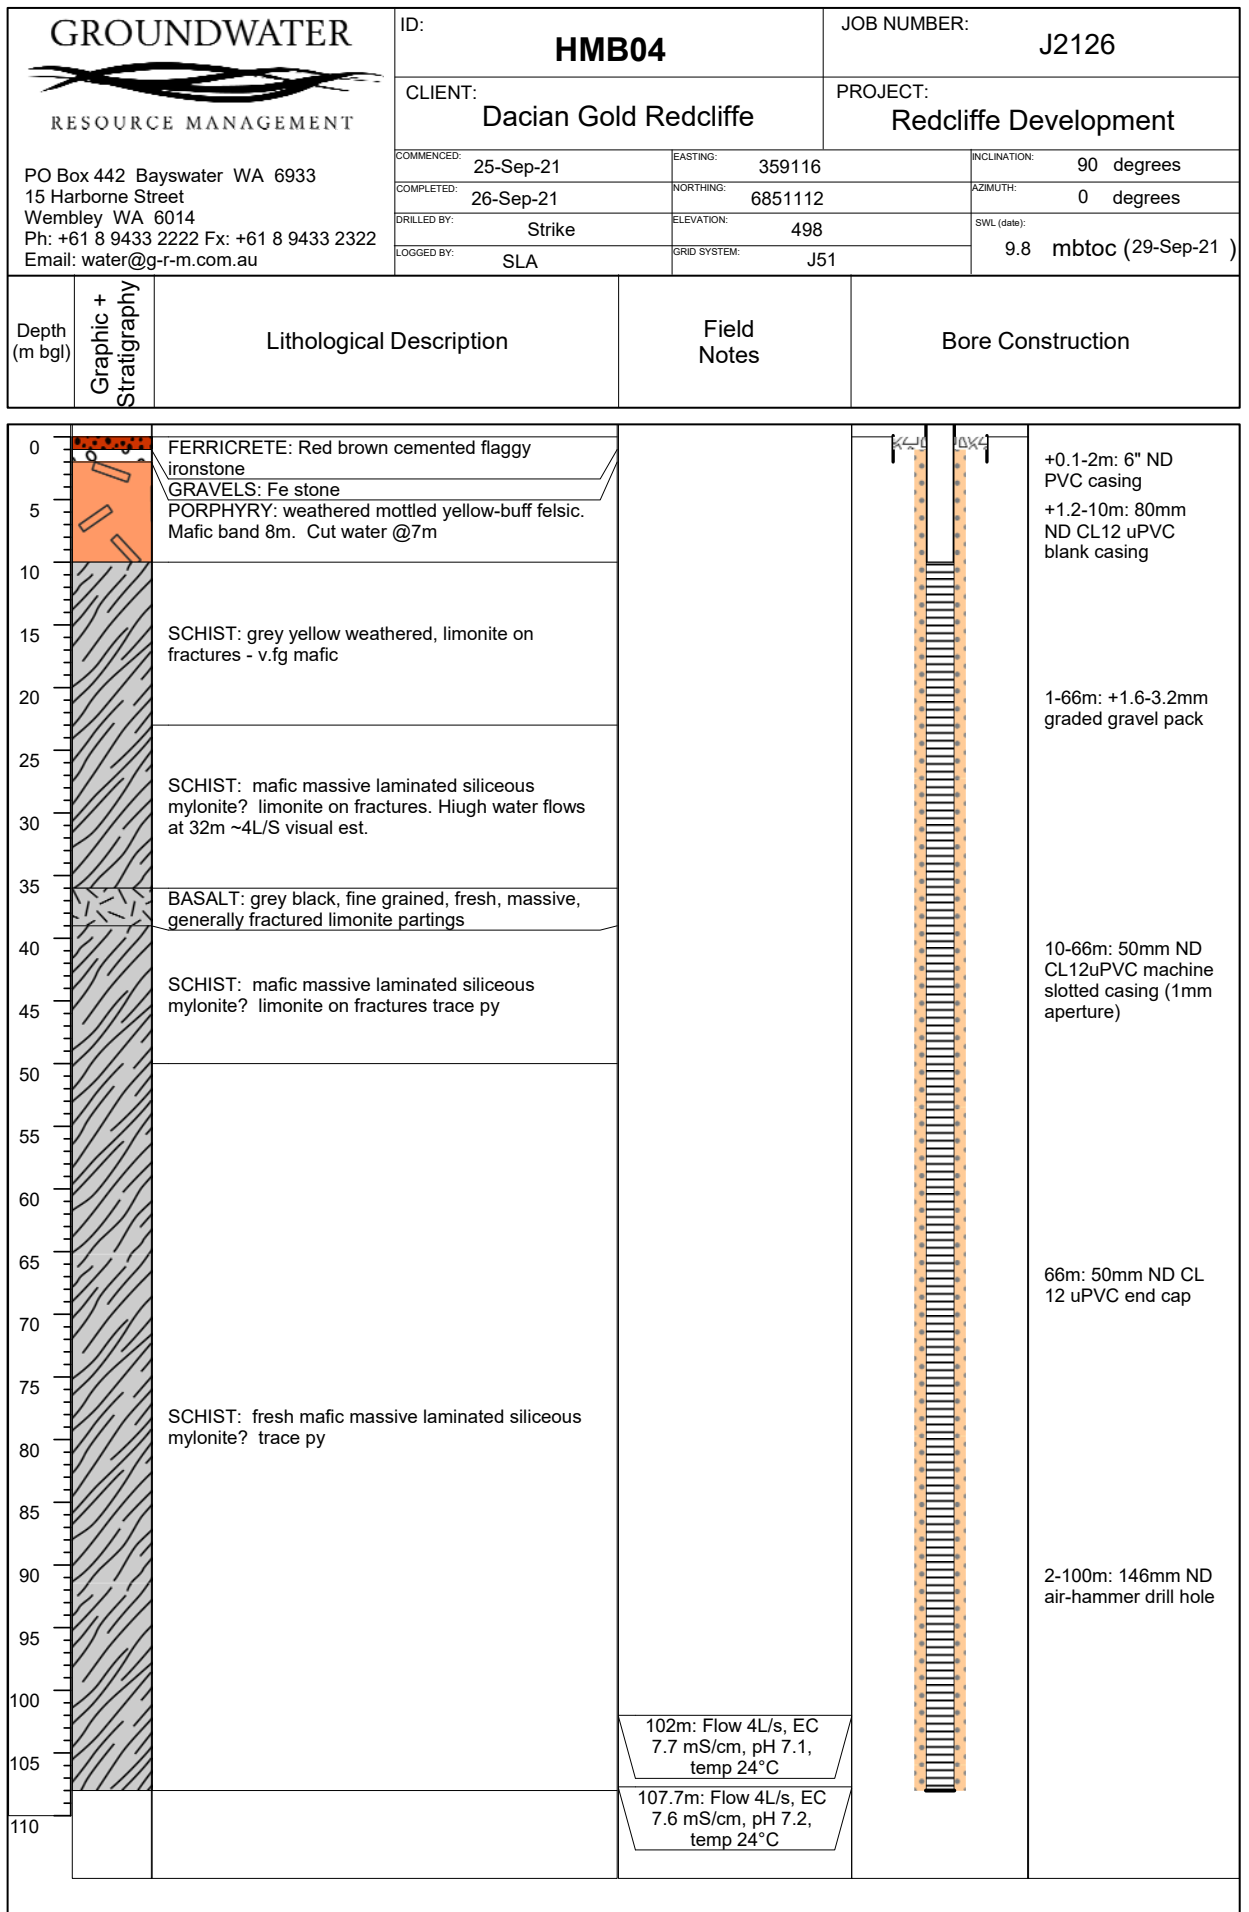 GROUNDWATER
RESOURCE MANAGEMENT
PO Box 442 Bayswater WA 6933
15 Harborne Street
Wembley WA 6014
Ph: +61 8 9433 2222 Fx: +61 8 9433 2322
Email: water@g-r-m.com.au
ID:
HMB04
JOB NUMBER:
J2126
CLIENT:
Dacian Gold Redcliffe
PROJECT:
Redcliffe Development
COMMENCED: 25-Sep-21
EASTING: 359116
INCLINATION: 90 degrees
COMPLETED: 26-Sep-21
NORTHING: 6851112
AZIMUTH: 0 degrees
DRILLED BY: Strike
ELEVATION: 498
SWL (date):
9.8 mbtoc (29-Sep-21 )
LOGGED BY: SLA
GRID SYSTEM: J51
Depth
(m bgl)
Graphic +
Stratigraphy
Lithological Description
Field
Notes
Bore Construction
0
5
10
15
20
25
30
35
40
45
50
55
60
65
70
75
80
85
90
95
100
105
110
FERRICRETE: Red brown cemented flaggy
ironstone
GRAVELS: Fe stone
PORPHYRY: weathered mottled yellow-buff felsic.
Mafic band 8m. Cut water @7m
SCHIST: grey yellow weathered, limonite on
fractures - v.fg mafic
SCHIST: mafic massive laminated siliceous
mylonite? limonite on fractures. Hiugh water flows
at 32m ~4L/S visual est.
BASALT: grey black, fine grained, fresh, massive,
generally fractured limonite partings
SCHIST: mafic massive laminated siliceous
mylonite? limonite on fractures trace py
SCHIST: fresh mafic massive laminated siliceous
mylonite? trace py
102m: Flow 4L/s, EC
7.7 mS/cm, pH 7.1,
temp 24°C
107.7m: Flow 4L/s, EC
7.6 mS/cm, pH 7.2,
temp 24°C
+0.1-2m: 6" ND
PVC casing
+1.2-10m: 80mm
ND CL12 uPVC
blank casing
1-66m: +1.6-3.2mm
graded gravel pack
10-66m: 50mm ND
CL12uPVC machine
slotted casing (1mm
aperture)
66m: 50mm ND CL
12 uPVC end cap
2-100m: 146mm ND
air-hammer drill hole